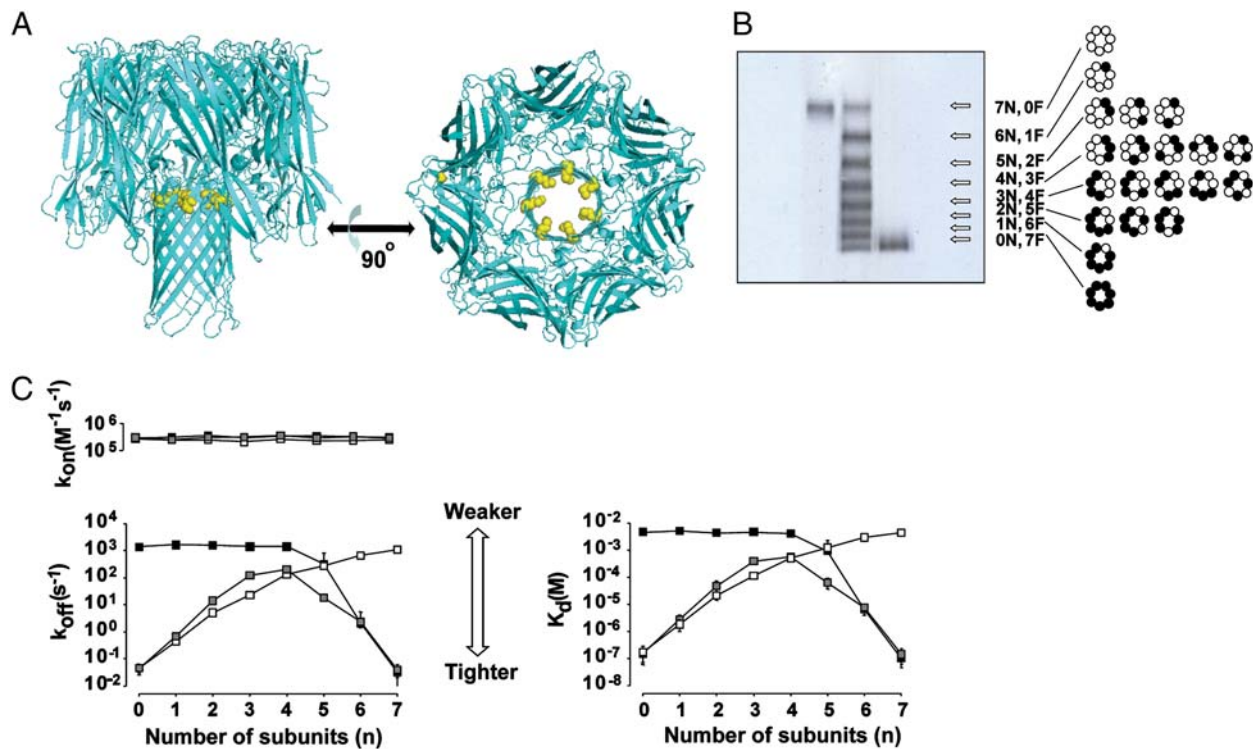 A
B
90°
7N, 0F
6N, 1F
5N, 2F
4N, 3F
3N, 4F
2N, 5F
1N, 6F
0N, 7F
C
kon(M-1s-1)
10^6
10^5
koff(s-1)
10^4
10^3
10^2
10^1
10^0
10^-1
10^-2
0 1 2 3 4 5 6 7
Number of subunits (n)
Weaker
Tighter
Kd(M)
10^-2
10^-3
10^-4
10^-5
10^-6
10^-7
10^-8
0 1 2 3 4 5 6 7
Number of subunits (n)